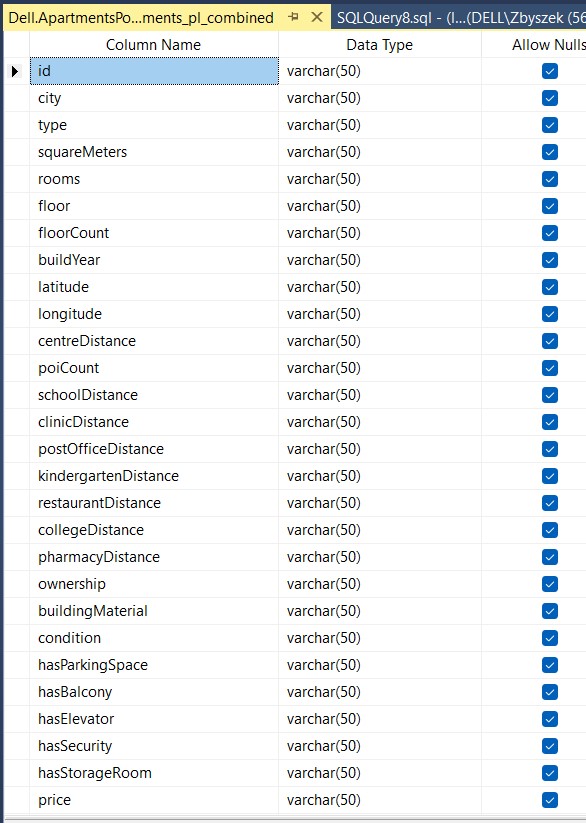 Dell.ApartmentsPo...ments_pl_combined SQLQuery8.sql - (l...(DELL\Zbyszek (56
Column Name Data Type Allow Nulls
id varchar(50)
city varchar(50)
type varchar(50)
squareMeters varchar(50)
rooms varchar(50)
floor varchar(50)
floorCount varchar(50)
buildYear varchar(50)
latitude varchar(50)
longitude varchar(50)
centreDistance varchar(50)
poiCount varchar(50)
schoolDistance varchar(50)
clinicDistance varchar(50)
postOfficeDistance varchar(50)
kindergartenDistance varchar(50)
restaurantDistance varchar(50)
collegeDistance varchar(50)
pharmacyDistance varchar(50)
ownership varchar(50)
buildingMaterial varchar(50)
condition varchar(50)
hasParkingSpace varchar(50)
hasBalcony varchar(50)
hasElevator varchar(50)
hasSecurity varchar(50)
hasStorageRoom varchar(50)
price varchar(50)